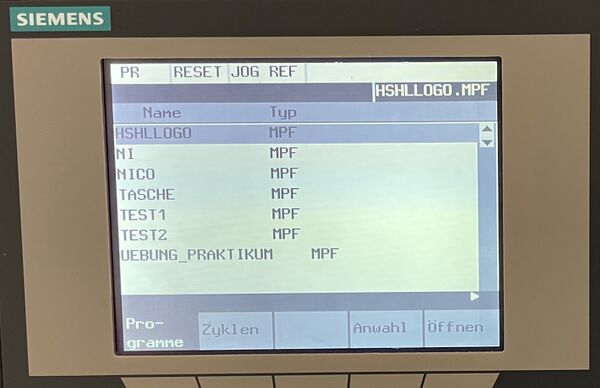 SIEMENS
PR RESET JOG REF
HSHLLOGO.MPF
Name Typ
HSHLLOGO MPF
NI MPF
NICO MPF
TASCHE MPF
TEST1 MPF
TEST2 MPF
UEBUNG_PRAKTIKUM MPF
Pro-
gramme Zyklen Anwahl Öffnen